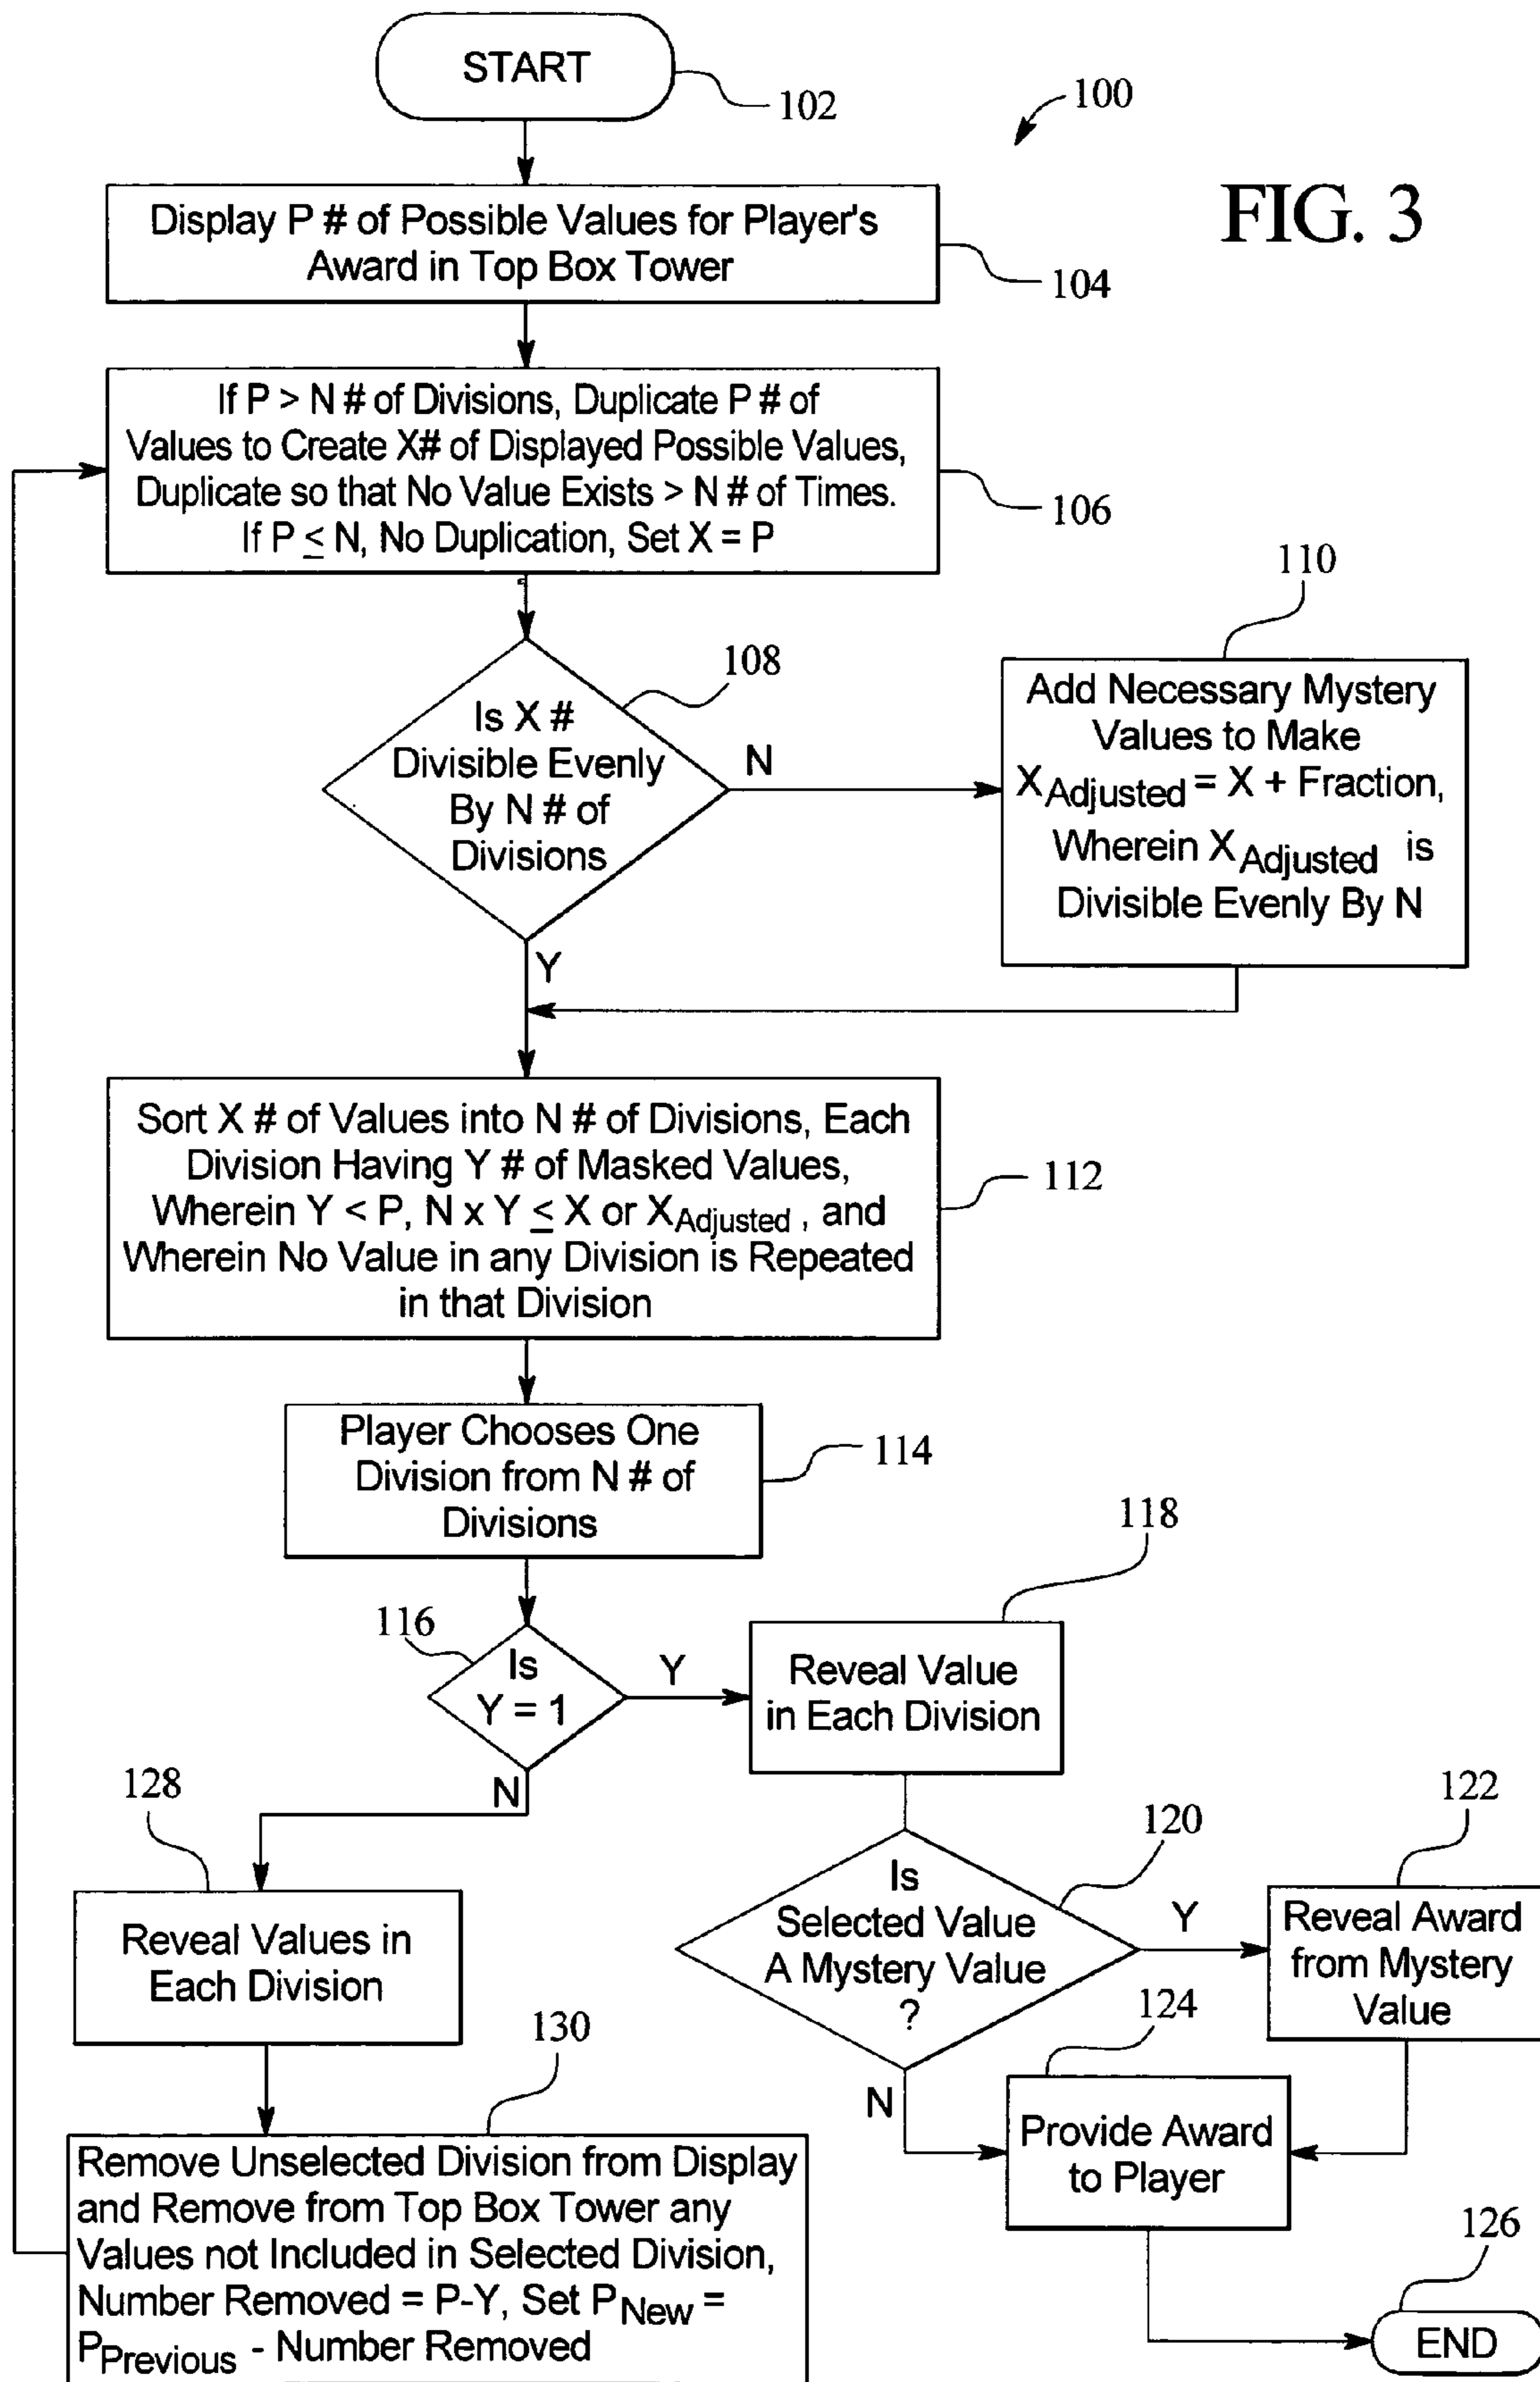 START
102
100
FIG. 3
Display P # of Possible Values for Player's
Award in Top Box Tower
104
If P > N # of Divisions, Duplicate P # of
Values to Create X# of Displayed Possible Values,
Duplicate so that No Value Exists > N # of Times.
If P ≤ N, No Duplication, Set X = P
106
108
Is X #
Divisible Evenly
By N # of
Divisions
N
Y
110
Add Necessary Mystery
Values to Make
X Adjusted = X + Fraction,
Wherein X Adjusted is
Divisible Evenly By N
Sort X # of Values into N # of Divisions, Each
Division Having Y # of Masked Values,
Wherein Y < P, N x Y ≤ X or X Adjusted , and
Wherein No Value in any Division is Repeated
in that Division
112
Player Chooses One
Division from N # of
Divisions
114
116
Is
Y = 1
Y
N
118
Reveal Value
in Each Division
120
Is
Selected Value
A Mystery Value
?
Y
N
122
Reveal Award
from Mystery
Value
124
Provide Award
to Player
126
END
128
Reveal Values in
Each Division
130
Remove Unselected Division from Display
and Remove from Top Box Tower any
Values not Included in Selected Division,
Number Removed = P-Y, Set P New =
P Previous - Number Removed